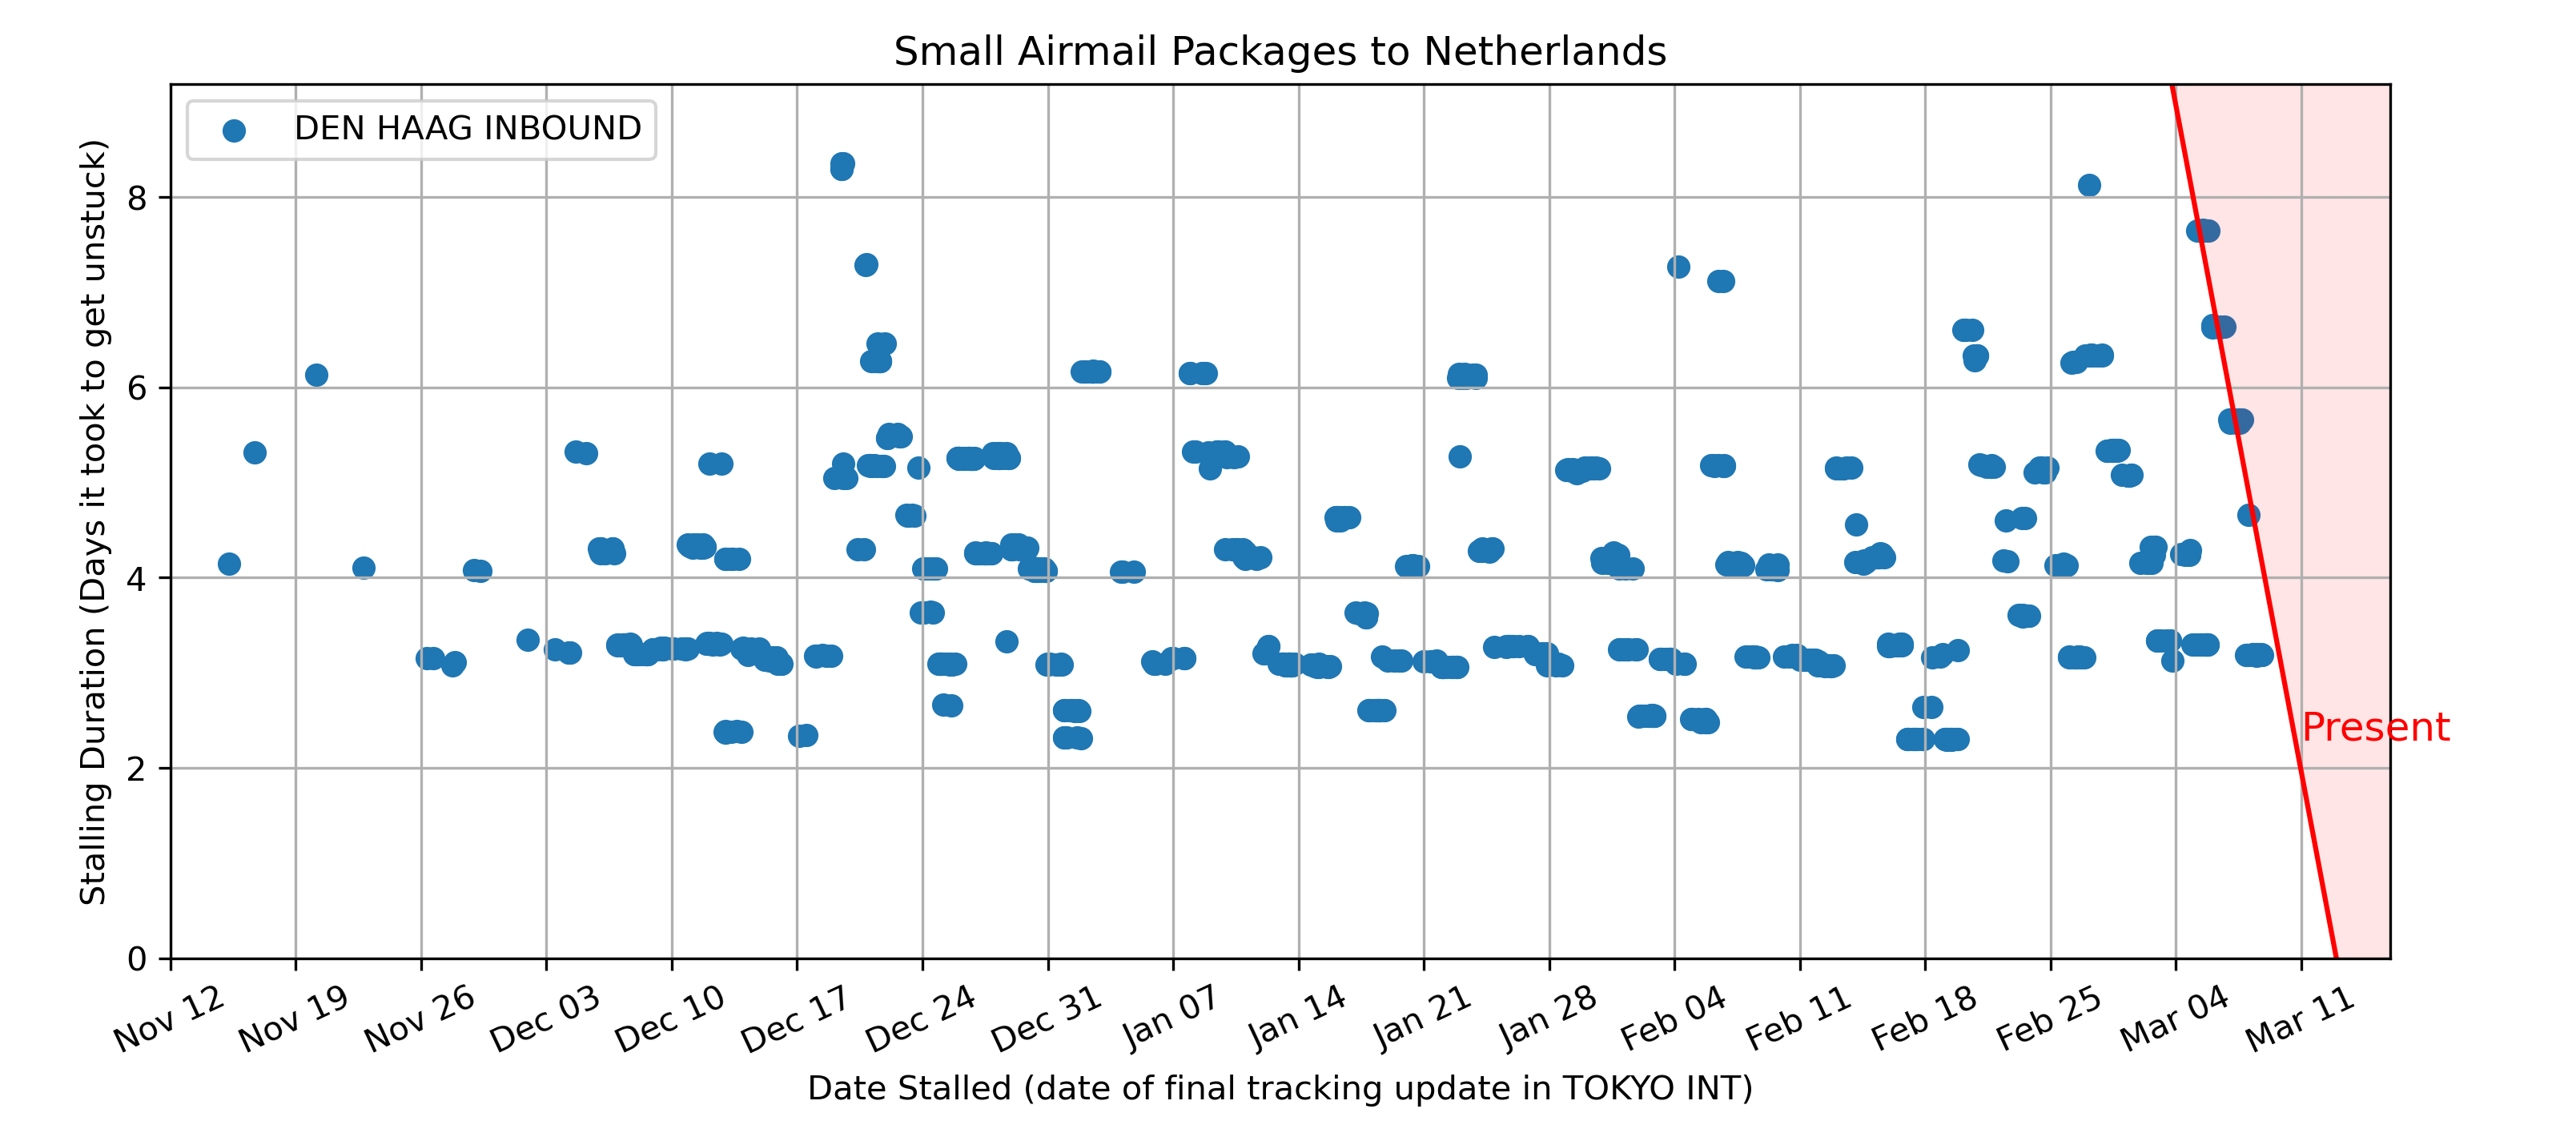 Small Airmail Packages to Netherlands
DEN HAAG INBOUND
Stalling Duration (Days it took to get unstuck)
8
6
4
2
0
Present
Nov 12 Nov 19 Nov 26 Dec 03 Dec 10 Dec 17 Dec 24 Dec 31 Jan 07 Jan 14 Jan 21 Jan 28 Feb 04 Feb 11 Feb 18 Feb 25 Mar 04 Mar 11
Date Stalled (date of final tracking update in TOKYO INT)